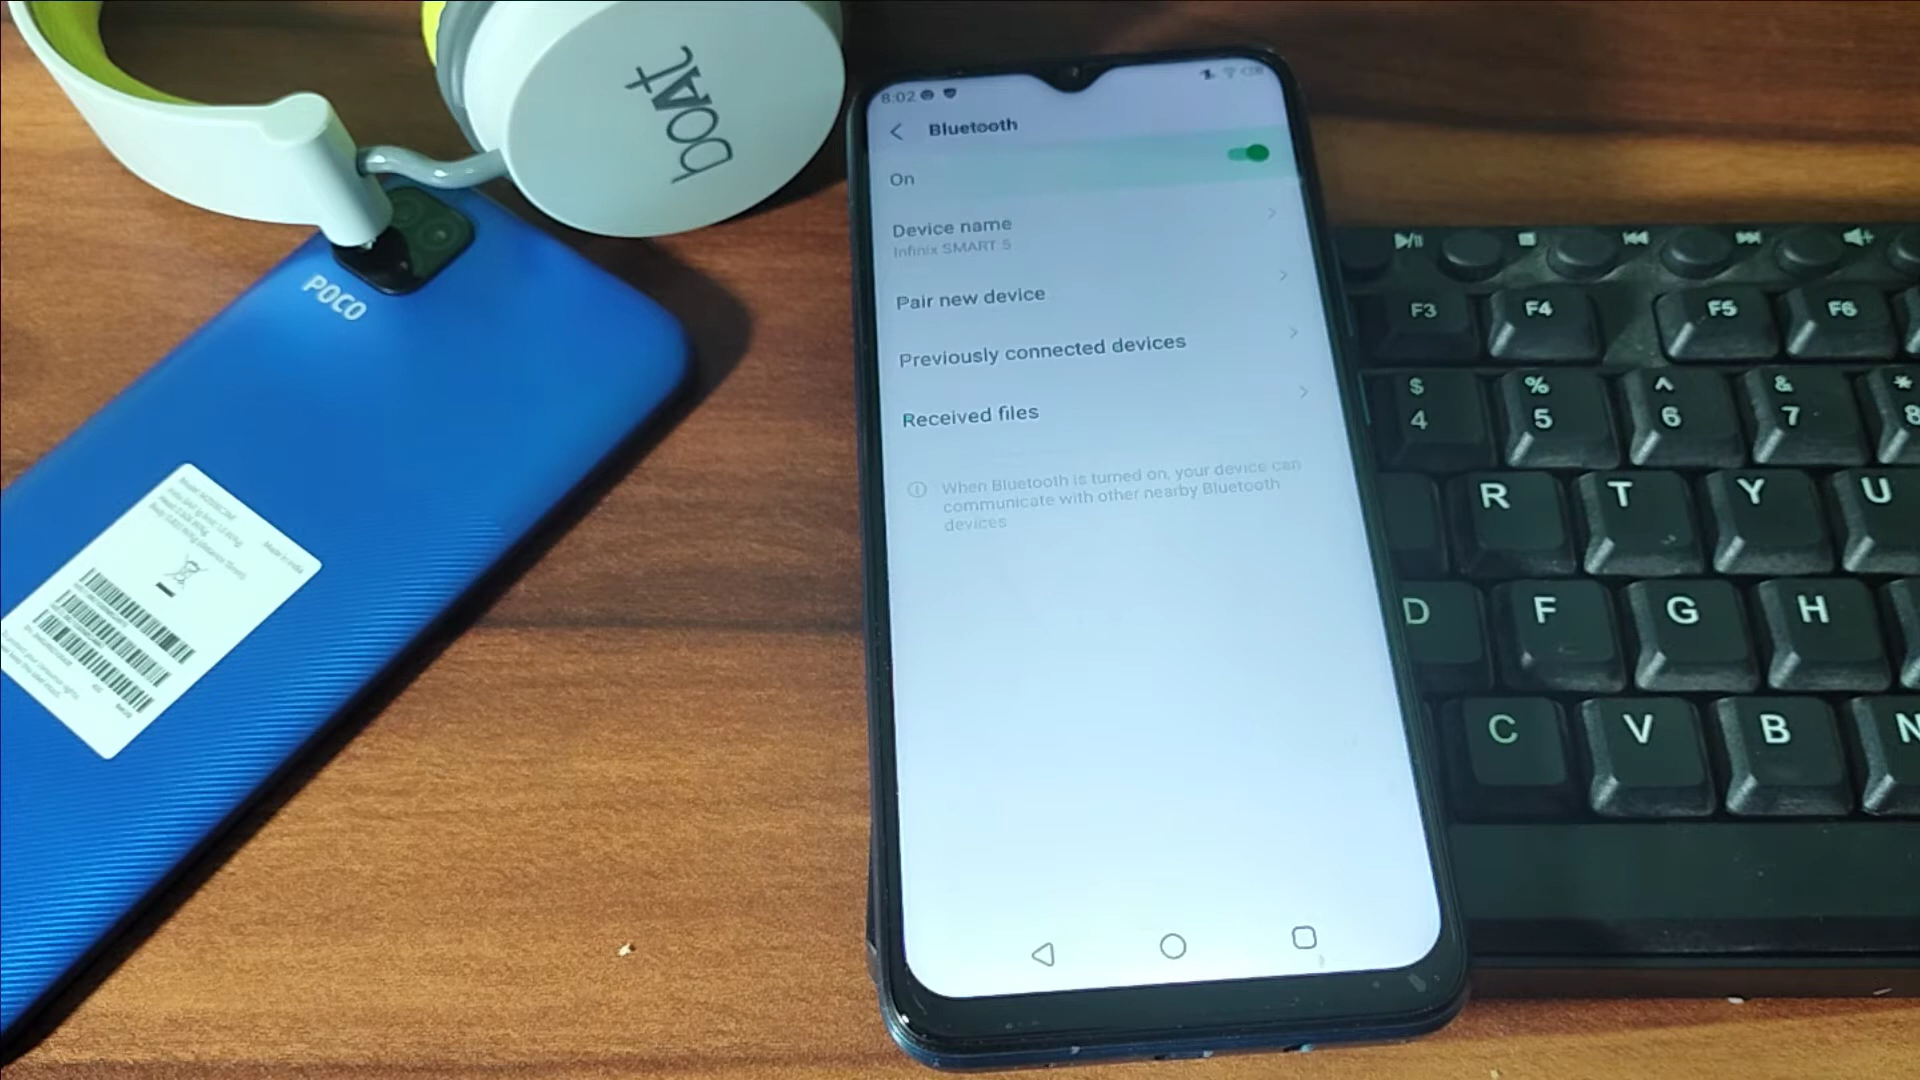 boAt
POCO
8:02
Bluetooth
On
Device name
Infinix SMART 5
Pair new device
Previously connected devices
Received files
When Bluetooth is turned on, your device can
communicate with other nearby Bluetooth
devices
F3 F4 F5 F6
$ % ^ & *
4 5 6 7 8
R T Y U
D F G H
C V B N